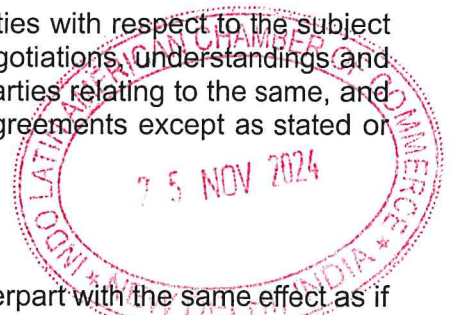 ties with respect to the subject
gotiations, understandings and
arties relating to the same, and
greements except as stated or
INDO LATIN AMERICAN CHAMBER OF COMMERCE
25 NOV 2024
* NEW INDIA *
erpart with the same effect as if